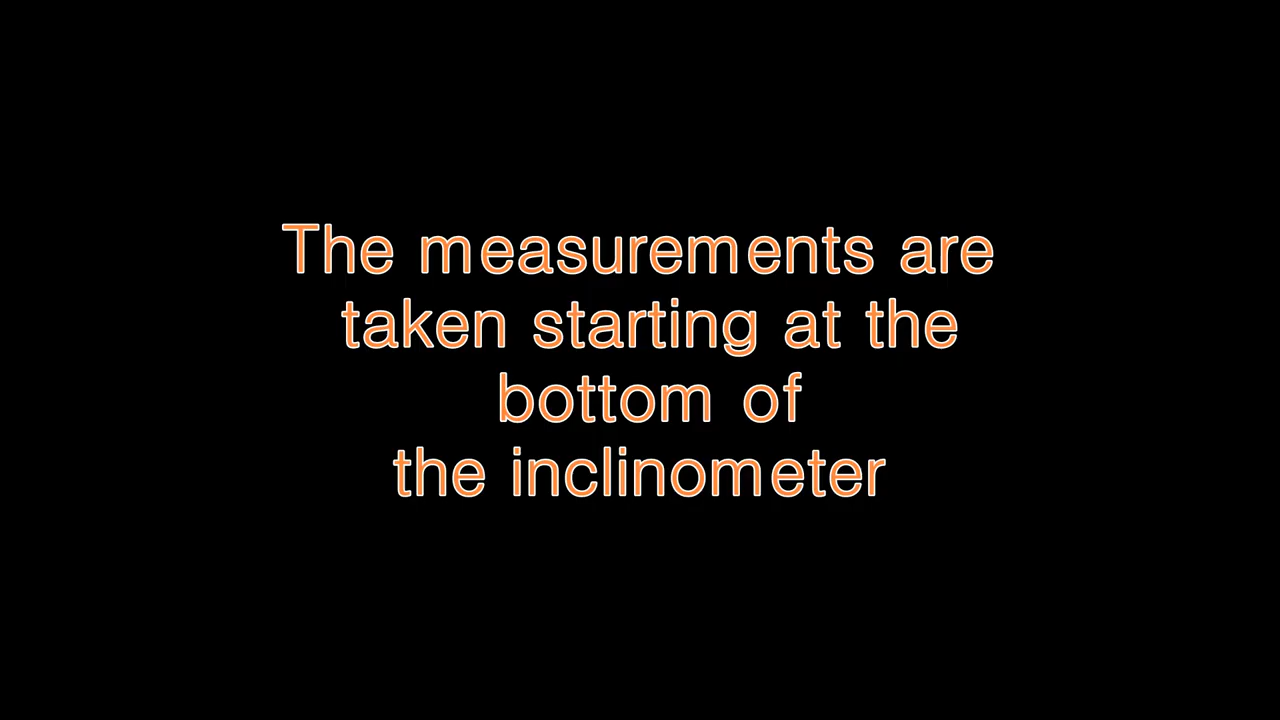 The measurements are
taken starting at the
bottom of
the inclinometer